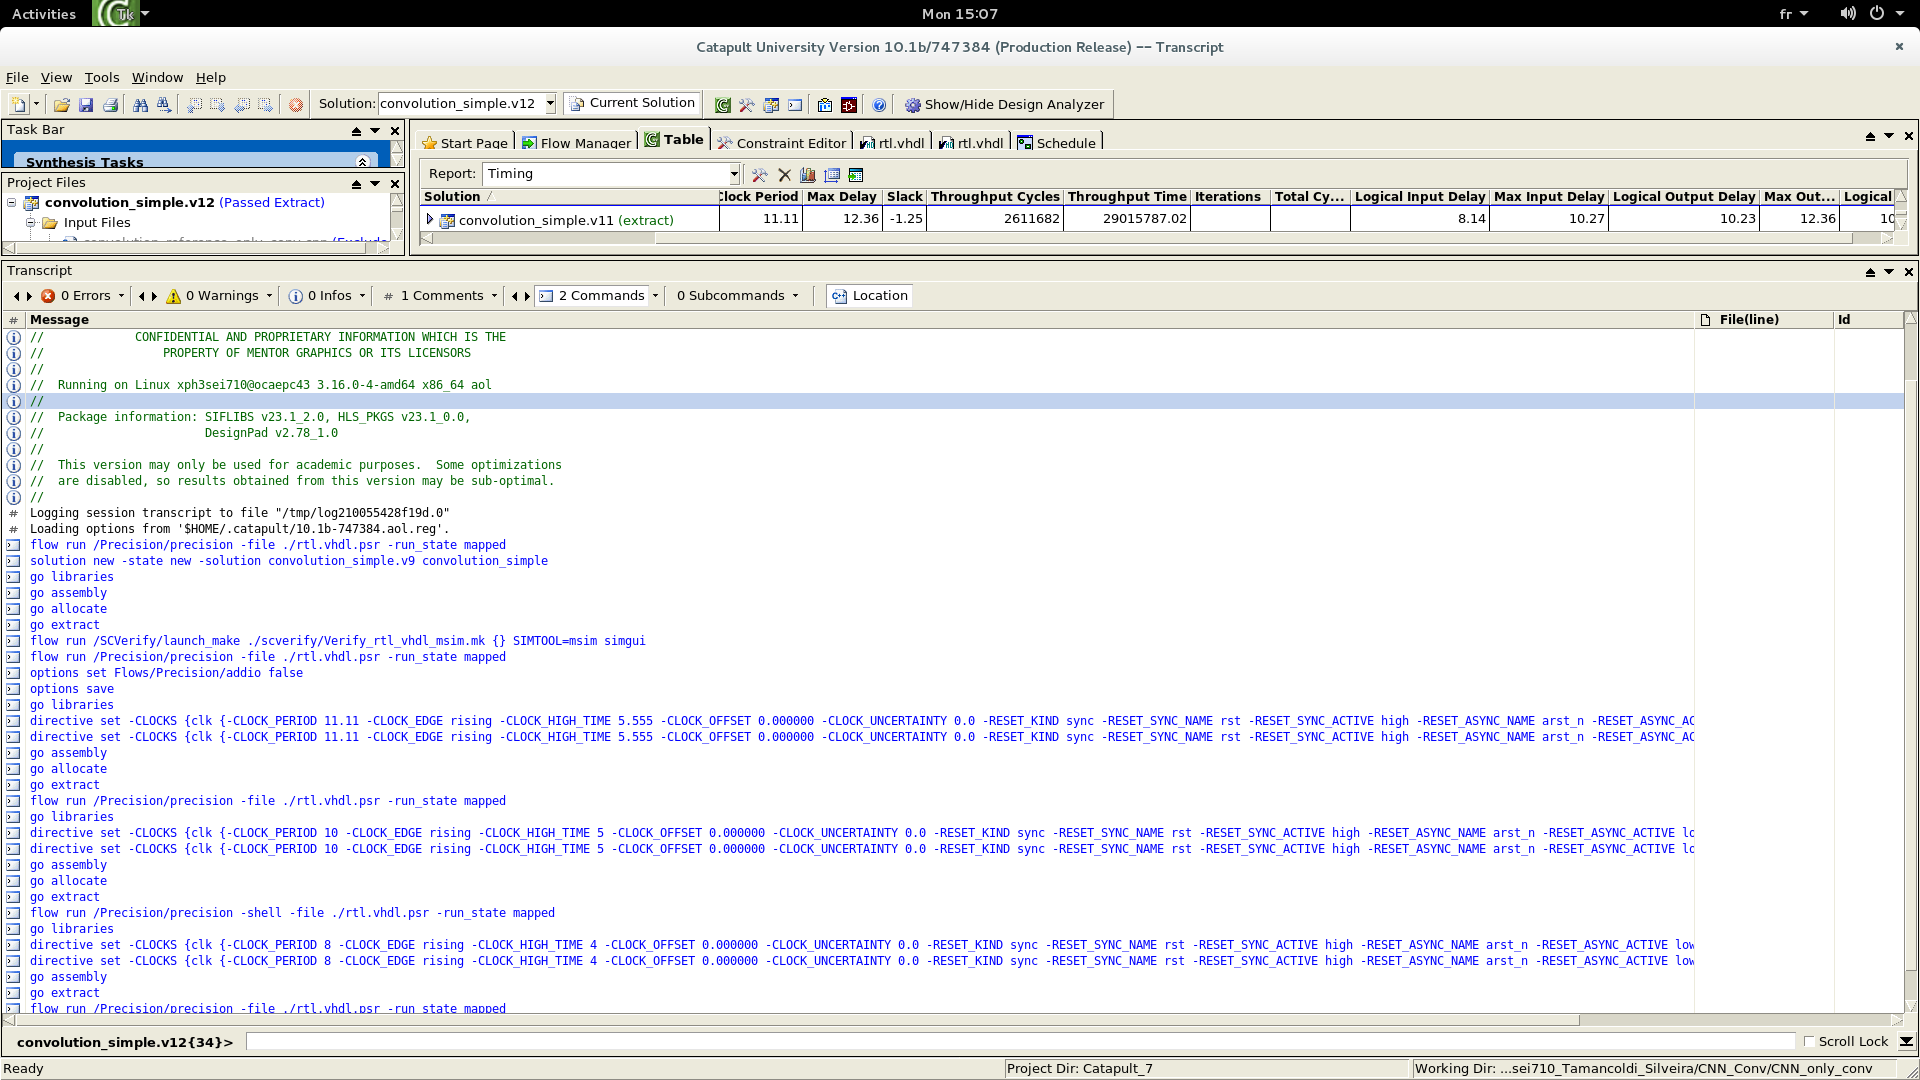 Activities
Tk
Mon 15:07
fr
Catapult University Version 10.1b/747384 (Production Release) -- Transcript
File View Tools Window Help
Solution: convolution_simple.v12 Current Solution Show/Hide Design Analyzer
Task Bar
Synthesis Tasks
Project Files
convolution_simple.v12 (Passed Extract)
Input Files
Start Page Flow Manager Table Constraint Editor rtl.vhdl rtl.vhdl Schedule
Report: Timing
Solution Clock Period Max Delay Slack Throughput Cycles Throughput Time Iterations Total Cy... Logical Input Delay Max Input Delay Logical Output Delay Max Out... Logical
convolution_simple.v11 (extract) 11.11 12.36 -1.25 2611682 29015787.02 8.14 10.27 10.23 12.36 10
Transcript
0 Errors 0 Warnings 0 Infos # 1 Comments 2 Commands 0 Subcommands Location
# Message File(line) Id
// CONFIDENTIAL AND PROPRIETARY INFORMATION WHICH IS THE
// PROPERTY OF MENTOR GRAPHICS OR ITS LICENSORS
//
// Running on Linux xph3sei710@ocaepc43 3.16.0-4-amd64 x86_64 aol
//
// Package information: SIFLIBS v23.1_2.0, HLS_PKGS v23.1_0.0,
// DesignPad v2.78_1.0
//
// This version may only be used for academic purposes. Some optimizations
// are disabled, so results obtained from this version may be sub-optimal.
//
# Logging session transcript to file "/tmp/log210055428f19d.0"
# Loading options from '$HOME/.catapult/10.1b-747384.aol.reg'.
flow run /Precision/precision -file ./rtl.vhdl.psr -run_state mapped
solution new -state new -solution convolution_simple.v9 convolution_simple
go libraries
go assembly
go allocate
go extract
flow run /SCVerify/launch_make ./scverify/Verify_rtl_vhdl_msim.mk {} SIMTOOL=msim simgui
flow run /Precision/precision -file ./rtl.vhdl.psr -run_state mapped
options set Flows/Precision/addio false
options save
go libraries
directive set -CLOCKS {clk {-CLOCK_PERIOD 11.11 -CLOCK_EDGE rising -CLOCK_HIGH_TIME 5.555 -CLOCK_OFFSET 0.000000 -CLOCK_UNCERTAINTY 0.0 -RESET_KIND sync -RESET_SYNC_NAME rst -RESET_SYNC_ACTIVE high -RESET_ASYNC_NAME arst_n -RESET_ASYNC_AC
directive set -CLOCKS {clk {-CLOCK_PERIOD 11.11 -CLOCK_EDGE rising -CLOCK_HIGH_TIME 5.555 -CLOCK_OFFSET 0.000000 -CLOCK_UNCERTAINTY 0.0 -RESET_KIND sync -RESET_SYNC_NAME rst -RESET_SYNC_ACTIVE high -RESET_ASYNC_NAME arst_n -RESET_ASYNC_AC
go assembly
go allocate
go extract
flow run /Precision/precision -file ./rtl.vhdl.psr -run_state mapped
go libraries
directive set -CLOCKS {clk {-CLOCK_PERIOD 10 -CLOCK_EDGE rising -CLOCK_HIGH_TIME 5 -CLOCK_OFFSET 0.000000 -CLOCK_UNCERTAINTY 0.0 -RESET_KIND sync -RESET_SYNC_NAME rst -RESET_SYNC_ACTIVE high -RESET_ASYNC_NAME arst_n -RESET_ASYNC_ACTIVE lo
directive set -CLOCKS {clk {-CLOCK_PERIOD 10 -CLOCK_EDGE rising -CLOCK_HIGH_TIME 5 -CLOCK_OFFSET 0.000000 -CLOCK_UNCERTAINTY 0.0 -RESET_KIND sync -RESET_SYNC_NAME rst -RESET_SYNC_ACTIVE high -RESET_ASYNC_NAME arst_n -RESET_ASYNC_ACTIVE lo
go assembly
go allocate
go extract
flow run /Precision/precision -shell -file ./rtl.vhdl.psr -run_state mapped
go libraries
directive set -CLOCKS {clk {-CLOCK_PERIOD 8 -CLOCK_EDGE rising -CLOCK_HIGH_TIME 4 -CLOCK_OFFSET 0.000000 -CLOCK_UNCERTAINTY 0.0 -RESET_KIND sync -RESET_SYNC_NAME rst -RESET_SYNC_ACTIVE high -RESET_ASYNC_NAME arst_n -RESET_ASYNC_ACTIVE low
directive set -CLOCKS {clk {-CLOCK_PERIOD 8 -CLOCK_EDGE rising -CLOCK_HIGH_TIME 4 -CLOCK_OFFSET 0.000000 -CLOCK_UNCERTAINTY 0.0 -RESET_KIND sync -RESET_SYNC_NAME rst -RESET_SYNC_ACTIVE high -RESET_ASYNC_NAME arst_n -RESET_ASYNC_ACTIVE low
go assembly
go extract
flow run /Precision/precision -file ./rtl.vhdl.psr -run_state mapped
convolution_simple.v12{34}> Scroll Lock
Ready Project Dir: Catapult_7 Working Dir: ...sei710_Tamancoldi_Silveira/CNN_Conv/CNN_only_conv